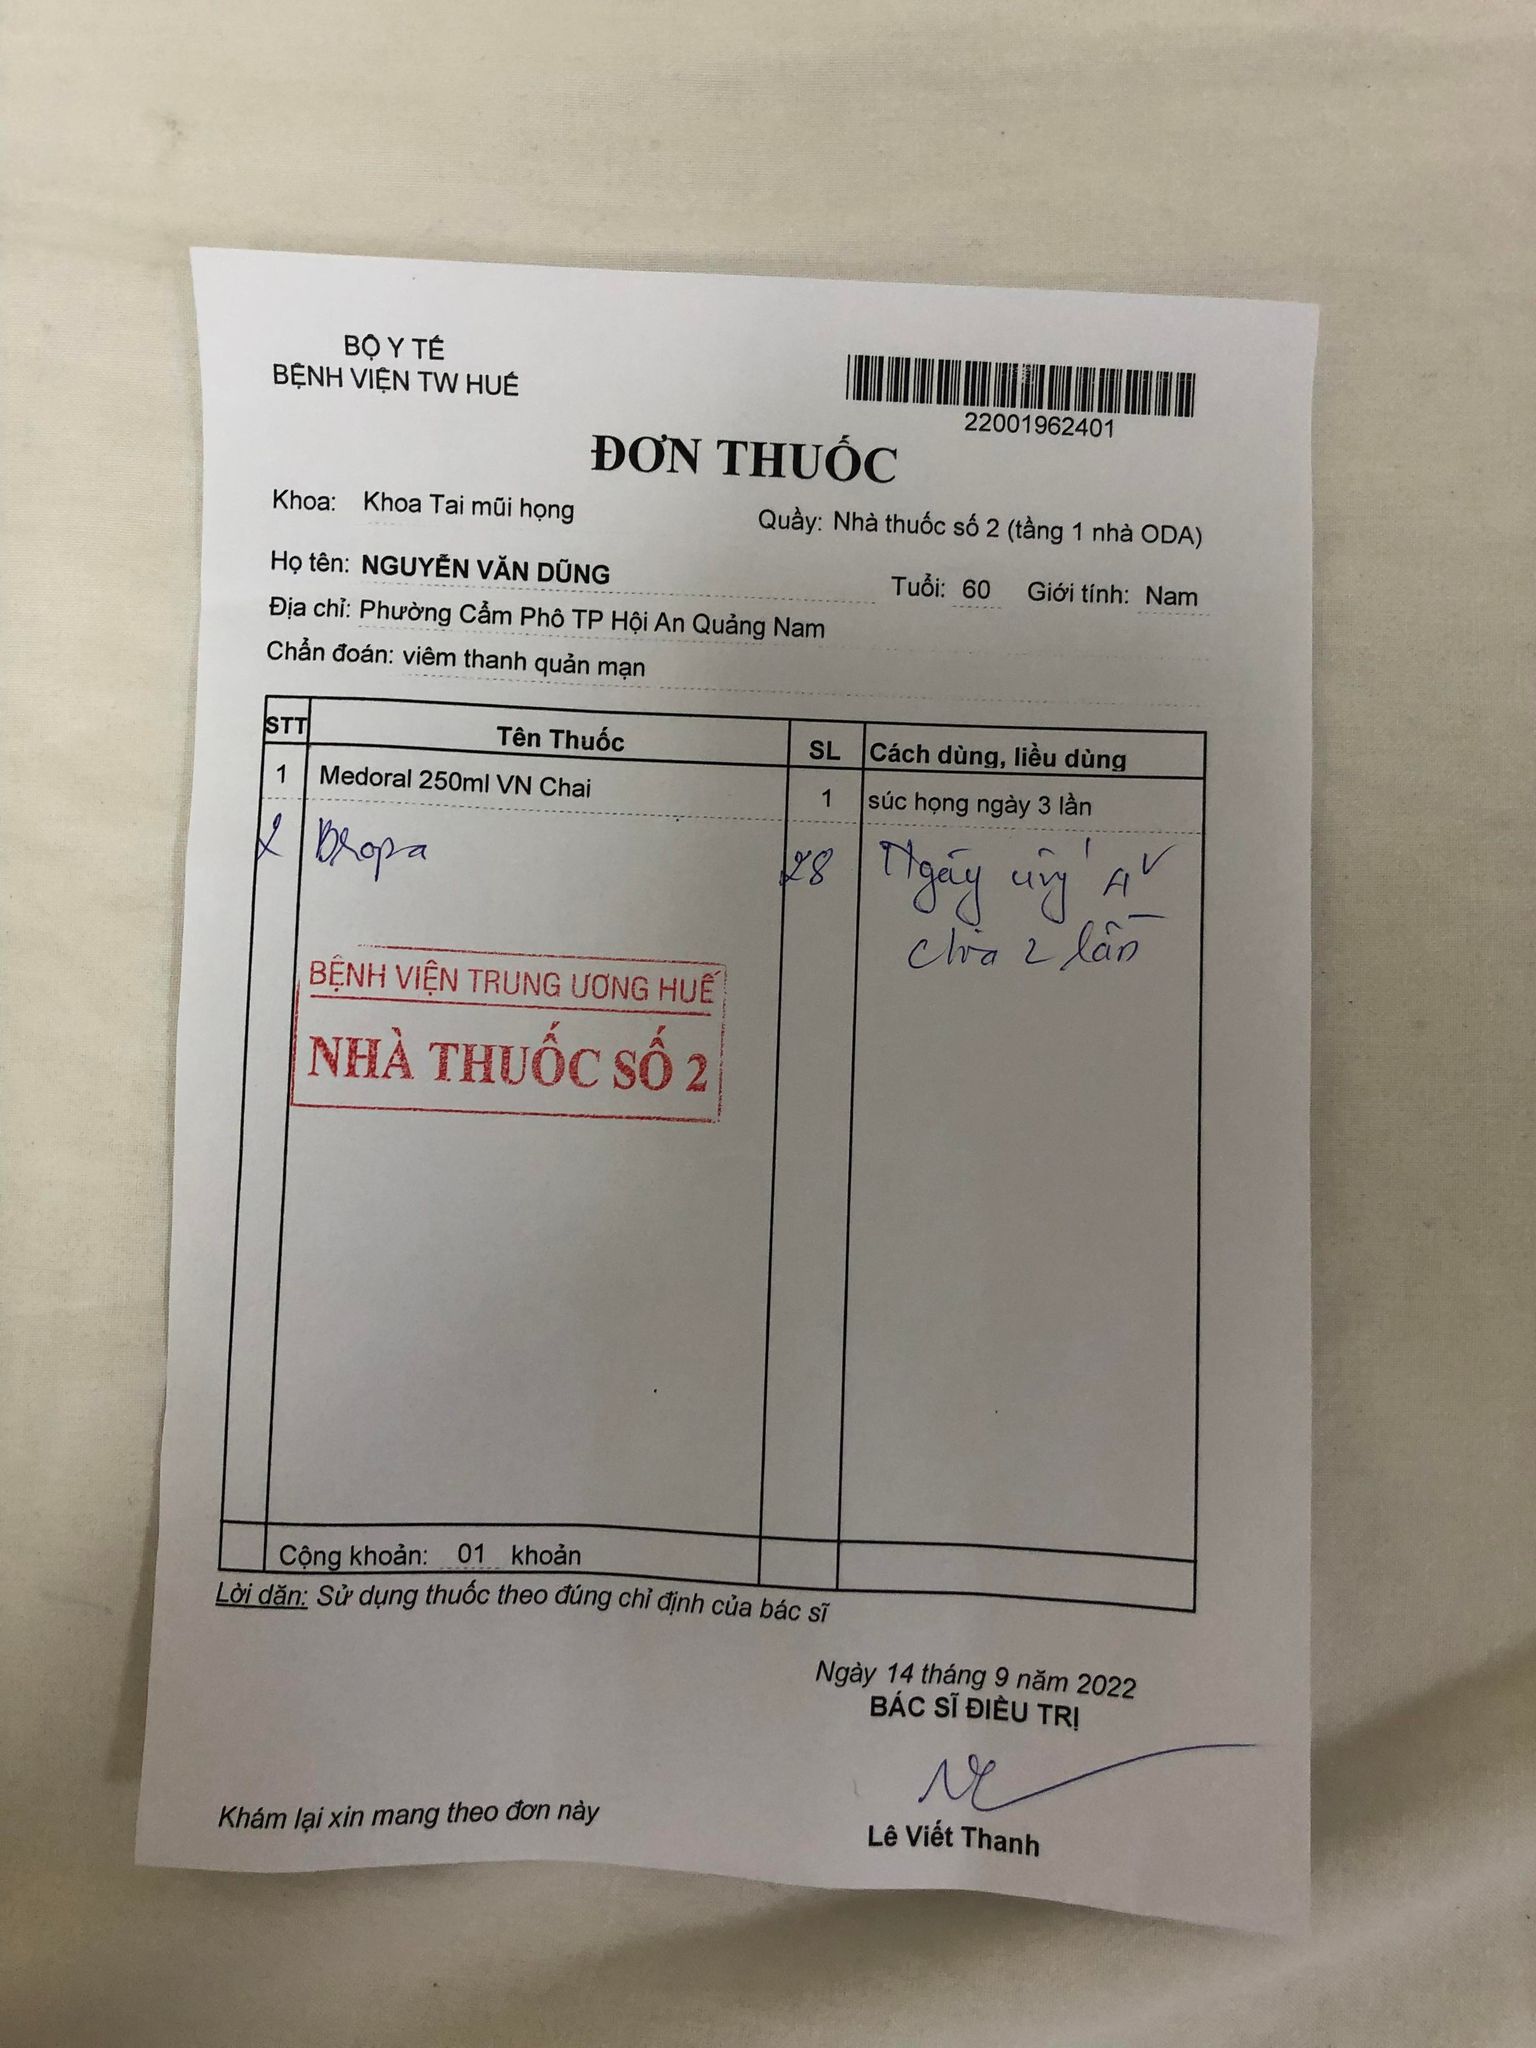 BỘ Y TẾ
BỆNH VIỆN TW HUẾ
22001962401
ĐƠN THUỐC
Khoa: Khoa Tai mũi họng
Quầy: Nhà thuốc số 2 (tầng 1 nhà ODA)
Họ tên: NGUYỄN VĂN DŨNG Tuổi: 60 Giới tính: Nam
Địa chỉ: Phường Cẩm Phô TP Hội An Quảng Nam
Chẩn đoán: viêm thanh quản mạn
STT Tên Thuốc SL Cách dùng, liều dùng
1 Medoral 250ml VN Chai 1 súc họng ngày 3 lần
2 28 Ngày uống
chia 2 lần
BỆNH VIỆN TRUNG ƯƠNG HUẾ
NHÀ THUỐC SỐ 2
Cộng khoản: 01 khoản
Lời dặn: Sử dụng thuốc theo đúng chỉ định của bác sĩ
Ngày 14 tháng 9 năm 2022
BÁC SĨ ĐIỀU TRỊ
Khám lại xin mang theo đơn này
Lê Viết Thanh